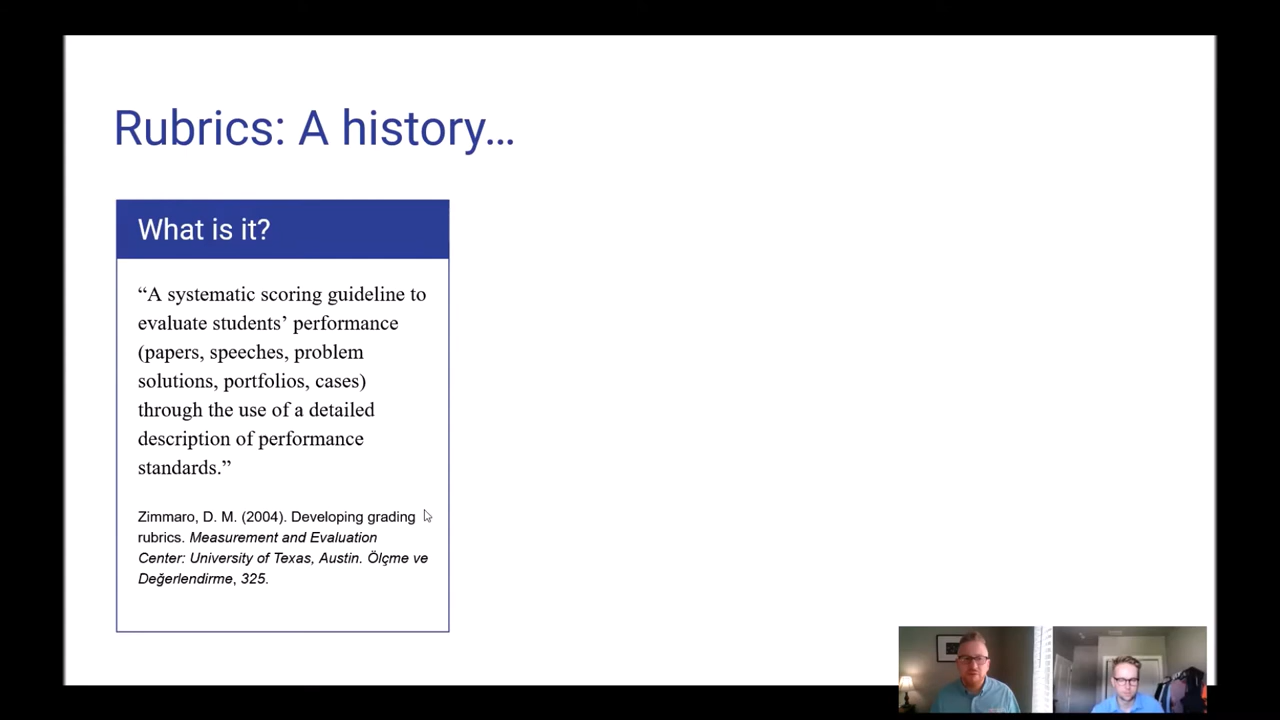 Rubrics: A history…
What is it?
“A systematic scoring guideline to
evaluate students’ performance
(papers, speeches, problem
solutions, portfolios, cases)
through the use of a detailed
description of performance
standards.”
Zimmaro, D. M. (2004). Developing grading
rubrics. Measurement and Evaluation
Center: University of Texas, Austin. Ölçme ve
Değerlendirme, 325.